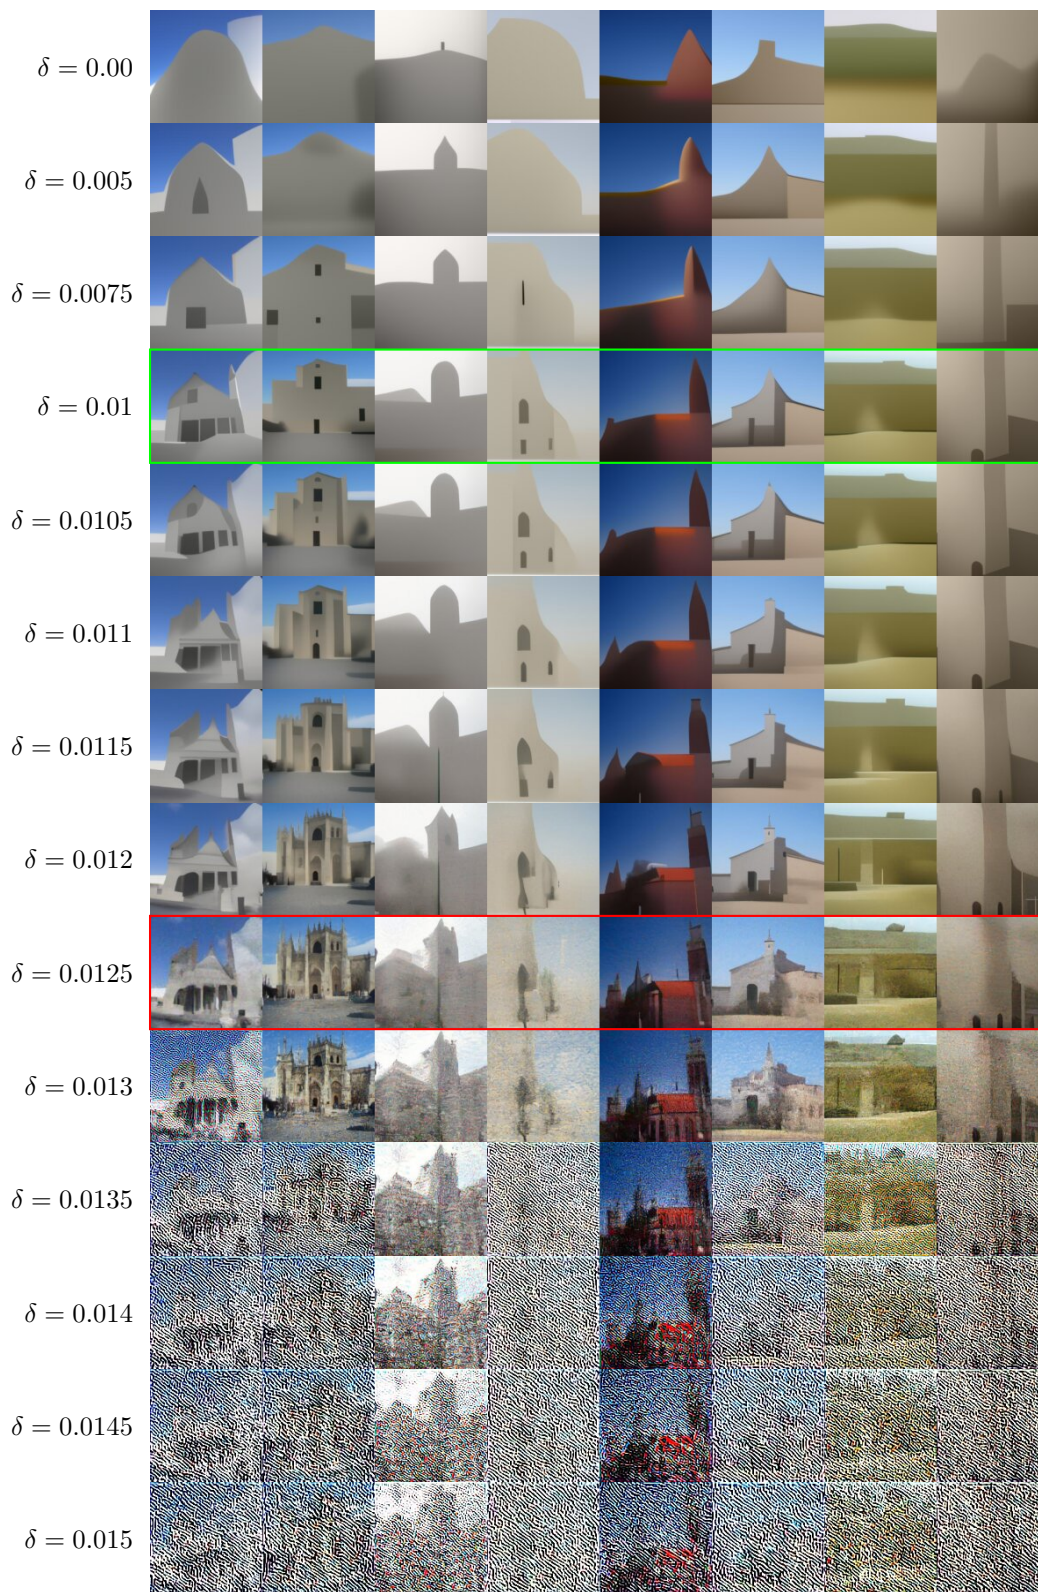 δ = 0.00
δ = 0.005
δ = 0.0075
δ = 0.01
δ = 0.0105
δ = 0.011
δ = 0.0115
δ = 0.012
δ = 0.0125
δ = 0.013
δ = 0.0135
δ = 0.014
δ = 0.0145
δ = 0.015